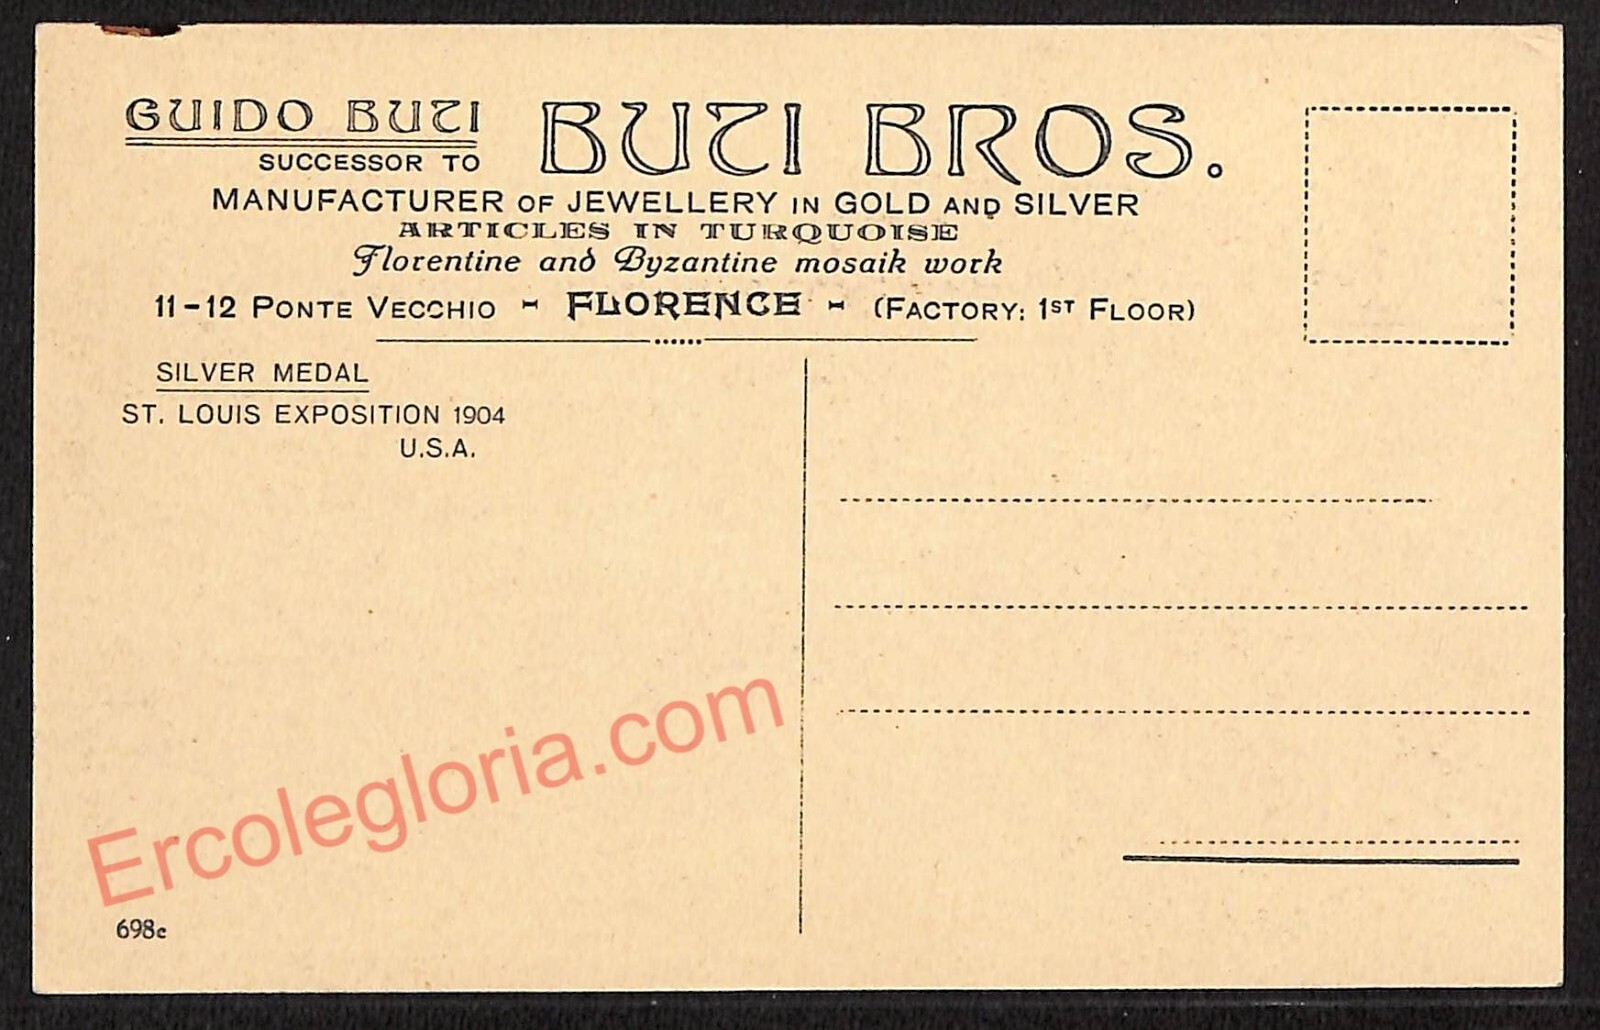 GUIDO BUTI
SUCCESSOR TO
BUTI BROS.
MANUFACTURER OF JEWELLERY IN GOLD AND SILVER
ARTICLES IN TURQUOISE
Florentine and Byzantine mosaik work
11-12 PONTE VECCHIO - FLORENCE - (FACTORY: 1ST FLOOR)
SILVER MEDAL
ST. LOUIS EXPOSITION 1904
U.S.A.
Ercolegloria.com
698c